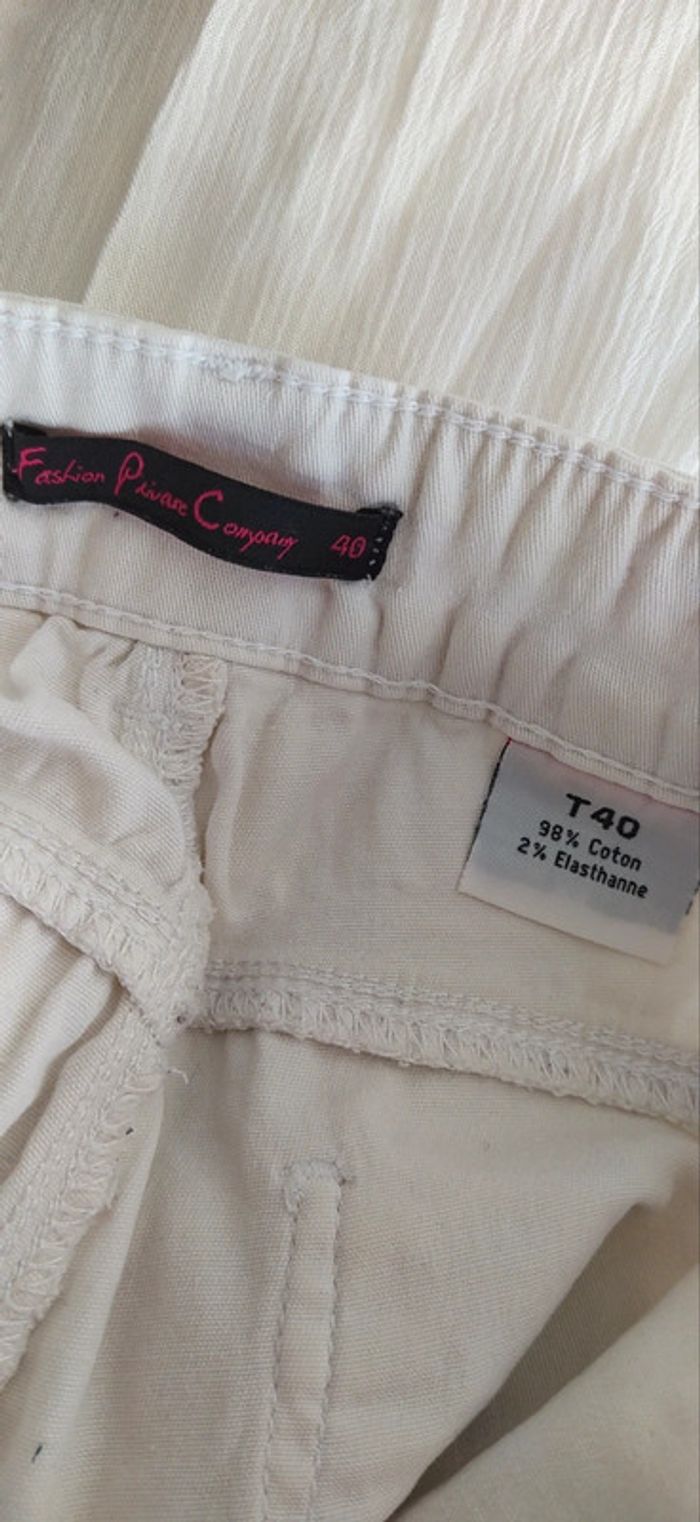 Fashion Private Company 40
T40
98% Coton
2% Elasthanne